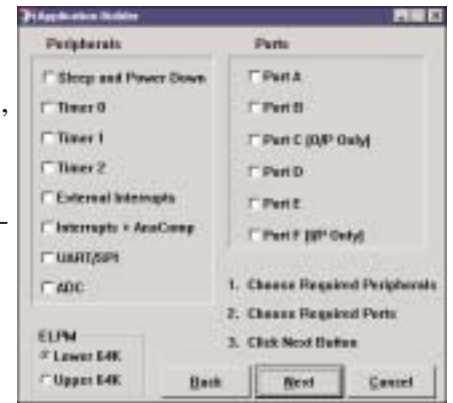 Application Builder
Peripherals
Sleep and Power Down
Timer 0
Timer 1
Timer 2
External Interrupts
Interrupts + AnaComp
UART/SPI
ADC
Ports
Port A
Port B
Port C (O/P Only)
Port D
Port E
Port F (I/P Only)
1. Choose Required Peripherals
2. Choose Required Ports
3. Click Next Button
ELPM
Lower 64K
Upper 64K
Back
Next
Cancel